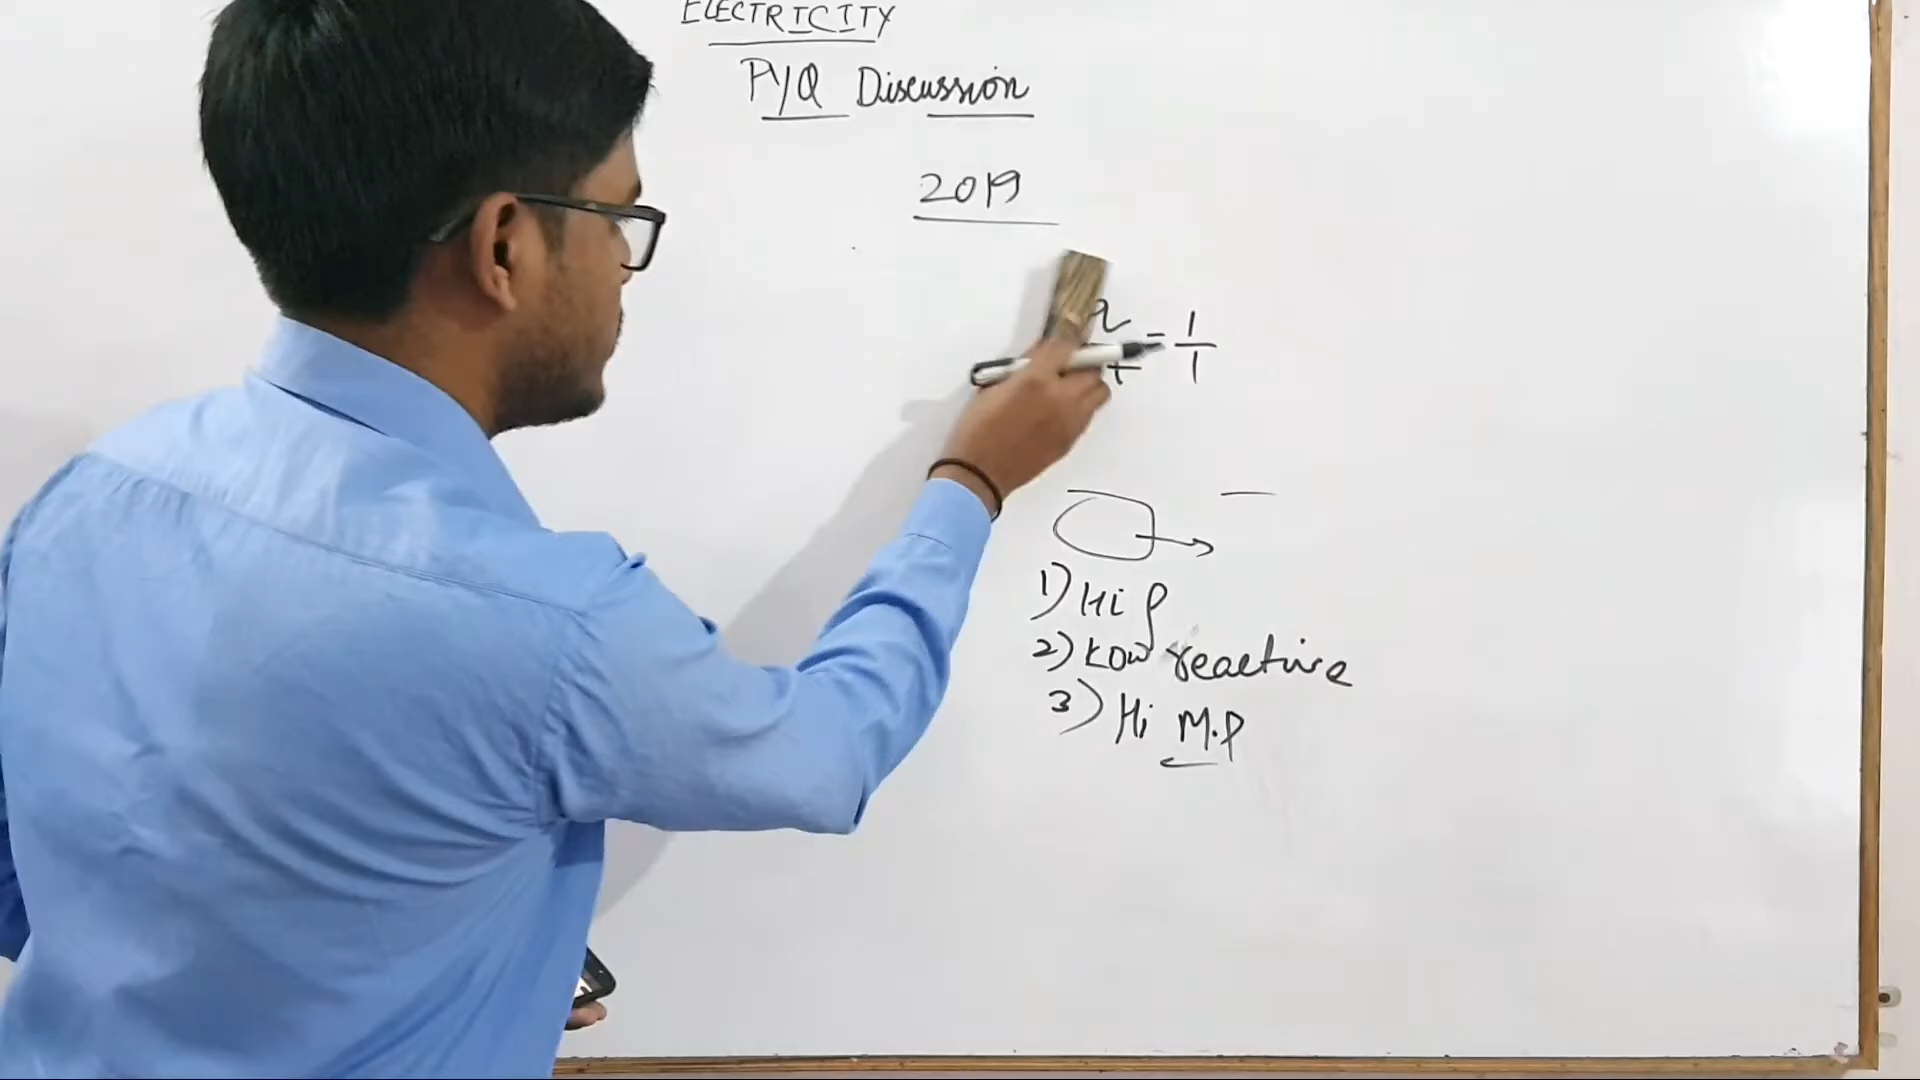 ELECTRICITY
PYQ Discussion
2019
= 1
1
1) Hi ρ
2) Low reactive
3) Hi M.P